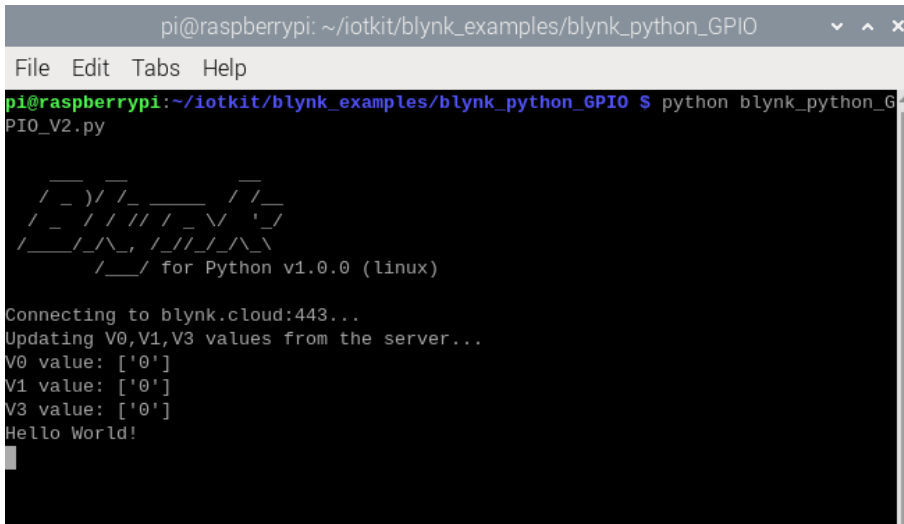 pi@raspberrypi: ~/iotkit/blynk_examples/blynk_python_GPIO
File Edit Tabs Help
pi@raspberrypi:~/iotkit/blynk_examples/blynk_python_GPIO $ python blynk_python_G
PIO_V2.py
Blynk
for Python v1.0.0 (linux)
Connecting to blynk.cloud:443...
Updating V0,V1,V3 values from the server...
V0 value: ['0']
V1 value: ['0']
V3 value: ['0']
Hello World!